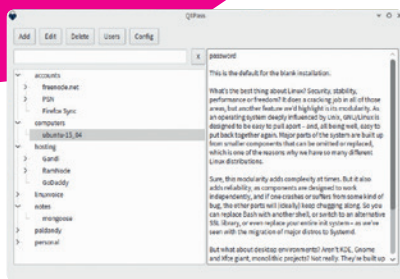 QtPass
Add Edit Delete Users Config
X
accounts
freenode.net
PSN
Firefox Sync
computers
ubuntu-15_04
hosting
Gandi
RamNode
GoDaddy
linuxvoice
notes
mongoose
paidandy
personal
password
This is the default for the blank installation.
What's the best thing about Linux? Security, stability,
performance or freedom? It does a cracking job in all of those
areas, but another feature we'd highlight is its modularity. As
an operating system deeply influenced by Unix, GNU/Linux is
designed to be easy to pull apart – and, all being well, easy to
put back together again. Major parts of the system are built up
from smaller components that can be omitted or replaced,
which is one of the reasons why we have so many different
Linux distributions.
Sure, this modularity adds complexity at times. But it also
adds reliability, as components are designed to work
independently, and if one crashes or suffers from some kind of
bug, the other parts will (ideally) keep chugging along. So you
can replace Bash with another shell, or switch to an alternative
SSL library, or even replace your entire init system – as we've
seen with the migration of major distros to Systemd.
But what about desktop environments? Aren't KDE, Gnome
and Xfce giant, monolithic projects? Not really. They're built up